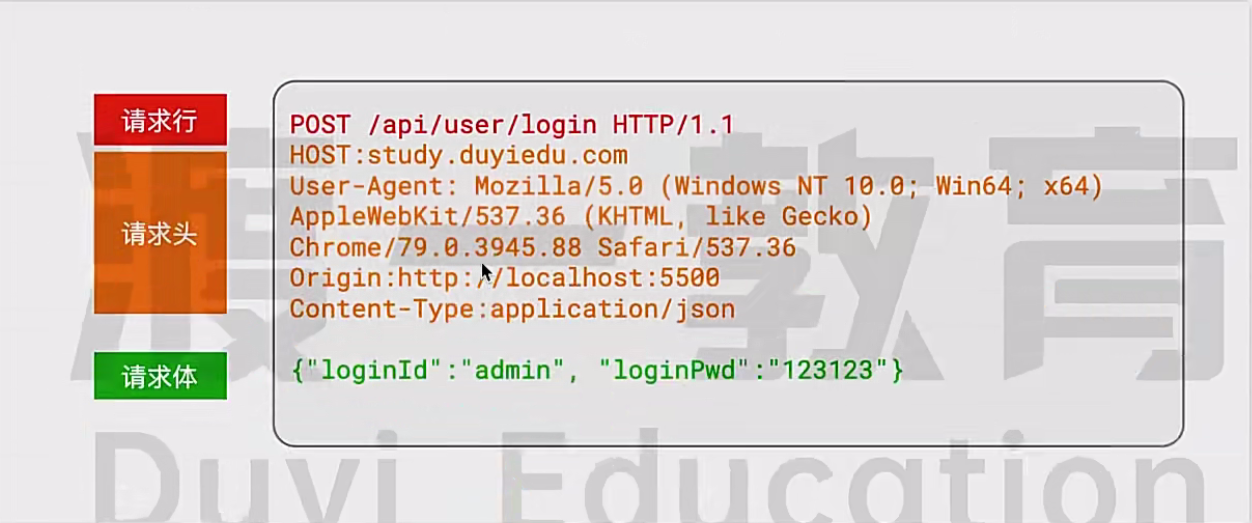 请求行
POST /api/user/login HTTP/1.1
HOST:study.duyiedu.com
User-Agent: Mozilla/5.0 (Windows NT 10.0; Win64; x64)
请求头
AppleWebKit/537.36 (KHTML, like Gecko)
Chrome/79.0.3945.88 Safari/537.36
Origin:http://localhost:5500
Content-Type:application/json
请求体
{"loginId":"admin", "loginPwd":"123123"}
渡一教育
Duyi Education